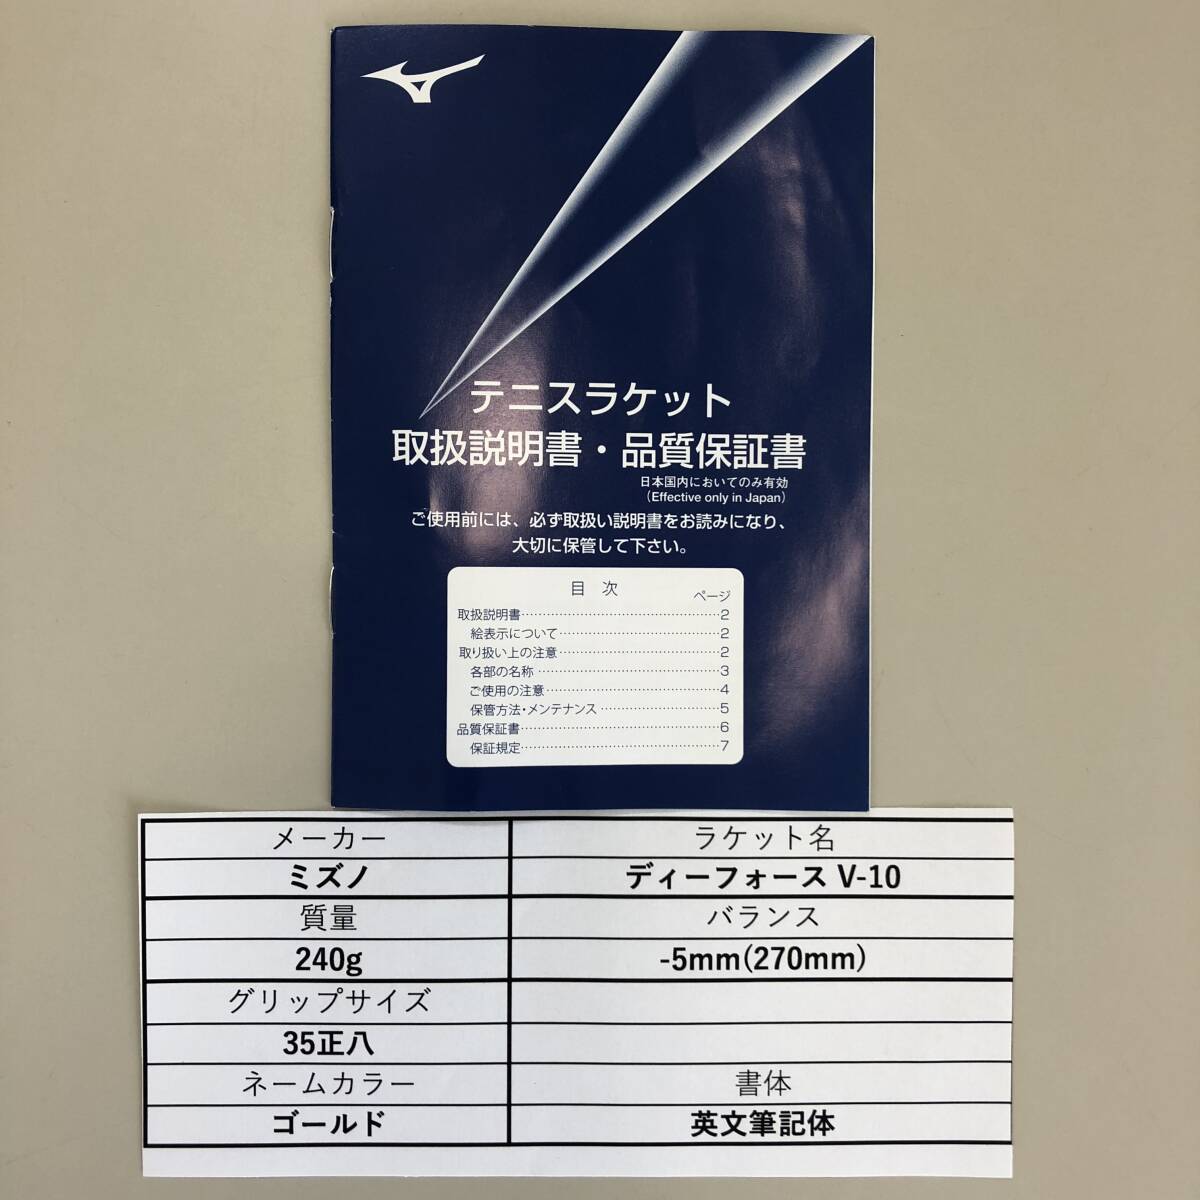 テニスラケット
取扱説明書・品質保証書
日本国内においてのみ有効
(Effective only in Japan)
ご使用前には、必ず取扱い説明書をお読みになり、
大切に保管して下さい。
目 次
ページ
取扱説明書……………………………2
絵表示について……………………2
取り扱い上の注意……………………2
各部の名称…………………………3
ご使用の注意………………………4
保管方法・メンテナンス……………5
品質保証書……………………………6
保証規定……………………………7
メーカー ラケット名
ミズノ ディーフォース V-10
質量 バランス
240g -5mm(270mm)
グリップサイズ
35正八
ネームカラー 書体
ゴールド 英文筆記体